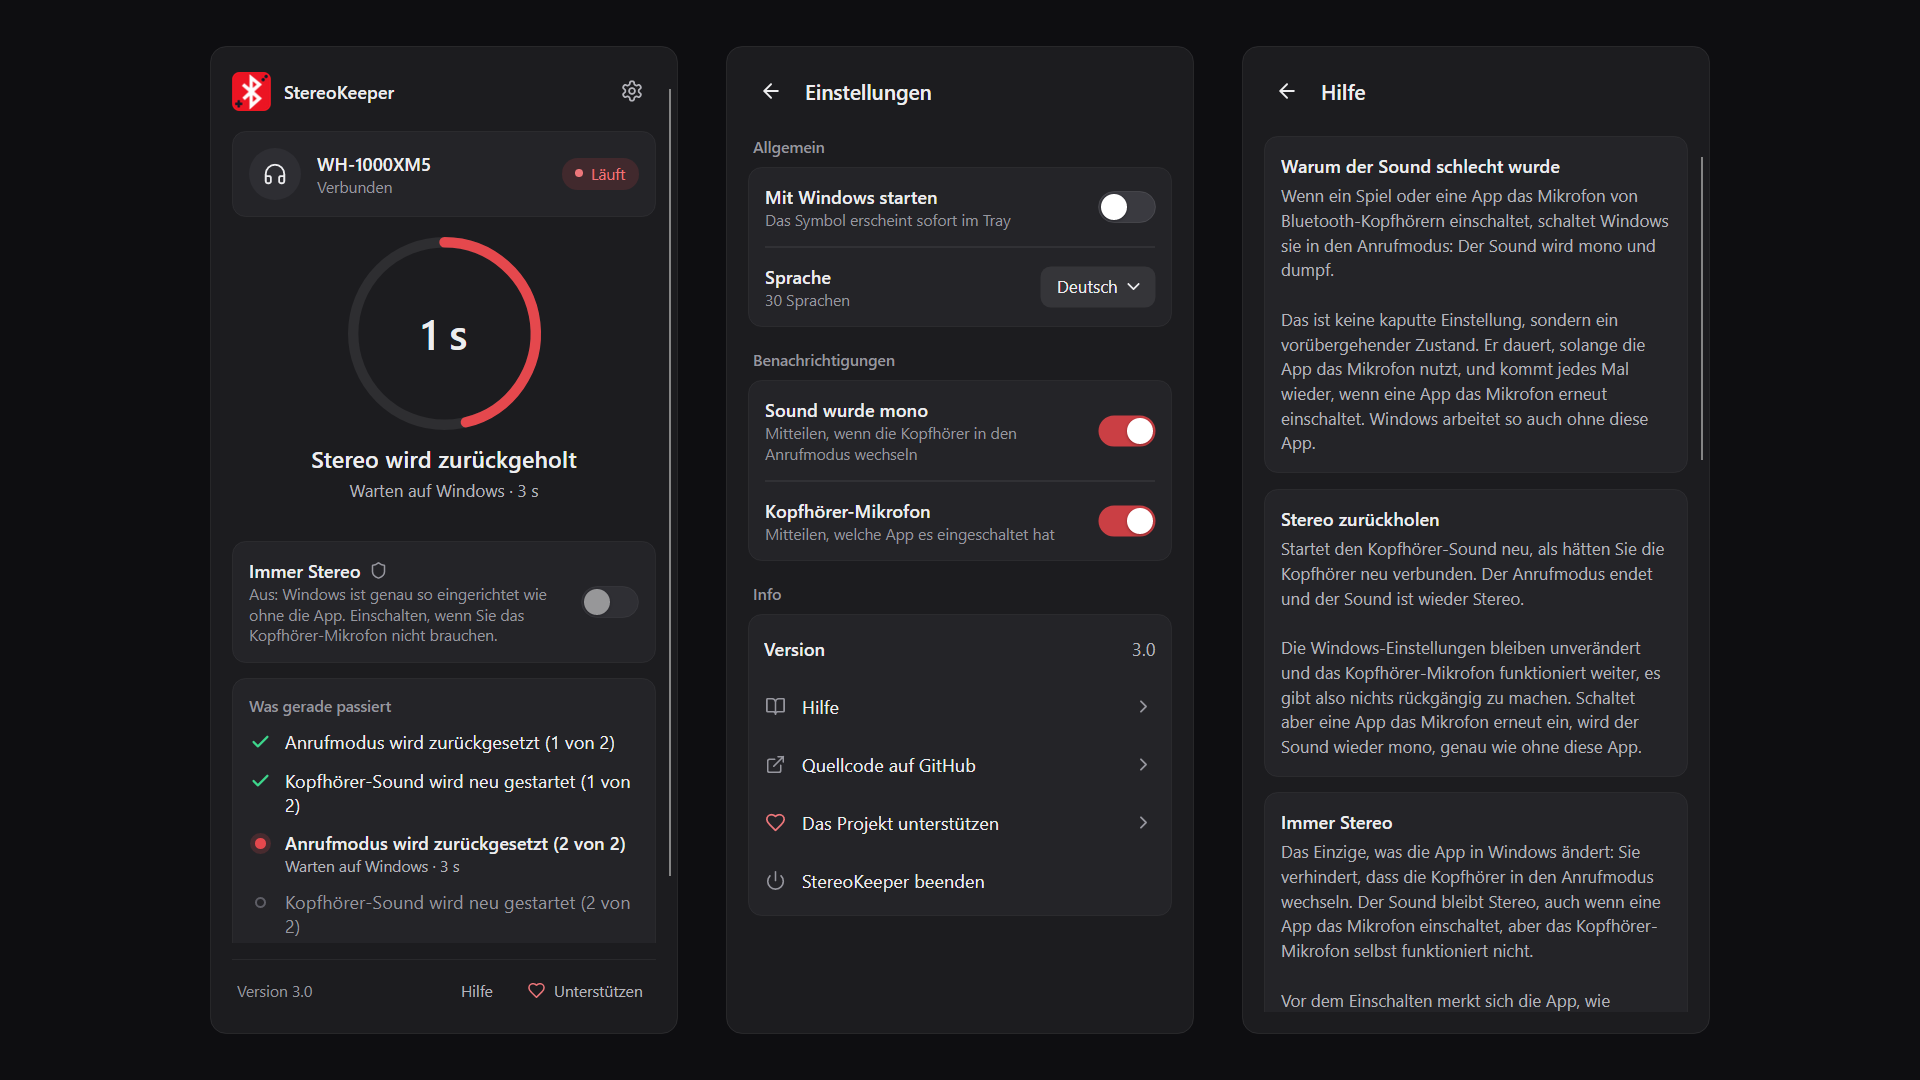 StereoKeeper
WH-1000XM5
Verbunden
Läuft
1 s
Stereo wird zurückgeholt
Warten auf Windows · 3 s
Immer Stereo
Aus: Windows ist genau so eingerichtet wie
ohne die App. Einschalten, wenn Sie das
Kopfhörer-Mikrofon nicht brauchen.
Was gerade passiert
Anrufmodus wird zurückgesetzt (1 von 2)
Kopfhörer-Sound wird neu gestartet (1 von
2)
Anrufmodus wird zurückgesetzt (2 von 2)
Warten auf Windows · 3 s
Kopfhörer-Sound wird neu gestartet (2 von
2)
Version 3.0
Hilfe
Unterstützen
Einstellungen
Allgemein
Mit Windows starten
Das Symbol erscheint sofort im Tray
Sprache
30 Sprachen
Deutsch
Benachrichtigungen
Sound wurde mono
Mitteilen, wenn die Kopfhörer in den
Anrufmodus wechseln
Kopfhörer-Mikrofon
Mitteilen, welche App es eingeschaltet hat
Info
Version
3.0
Hilfe
Quellcode auf GitHub
Das Projekt unterstützen
StereoKeeper beenden
Hilfe
Warum der Sound schlecht wurde
Wenn ein Spiel oder eine App das Mikrofon von
Bluetooth-Kopfhörern einschaltet, schaltet Windows
sie in den Anrufmodus: Der Sound wird mono und
dumpf.
Das ist keine kaputte Einstellung, sondern ein
vorübergehender Zustand. Er dauert, solange die
App das Mikrofon nutzt, und kommt jedes Mal
wieder, wenn eine App das Mikrofon erneut
einschaltet. Windows arbeitet so auch ohne diese
App.
Stereo zurückholen
Startet den Kopfhörer-Sound neu, als hätten Sie die
Kopfhörer neu verbunden. Der Anrufmodus endet
und der Sound ist wieder Stereo.
Die Windows-Einstellungen bleiben unverändert
und das Kopfhörer-Mikrofon funktioniert weiter, es
gibt also nichts rückgängig zu machen. Schaltet
aber eine App das Mikrofon erneut ein, wird der
Sound wieder mono, genau wie ohne diese App.
Immer Stereo
Das Einzige, was die App in Windows ändert: Sie
verhindert, dass die Kopfhörer in den Anrufmodus
wechseln. Der Sound bleibt Stereo, auch wenn eine
App das Mikrofon einschaltet, aber das Kopfhörer-
Mikrofon selbst funktioniert nicht.
Vor dem Einschalten merkt sich die App, wie